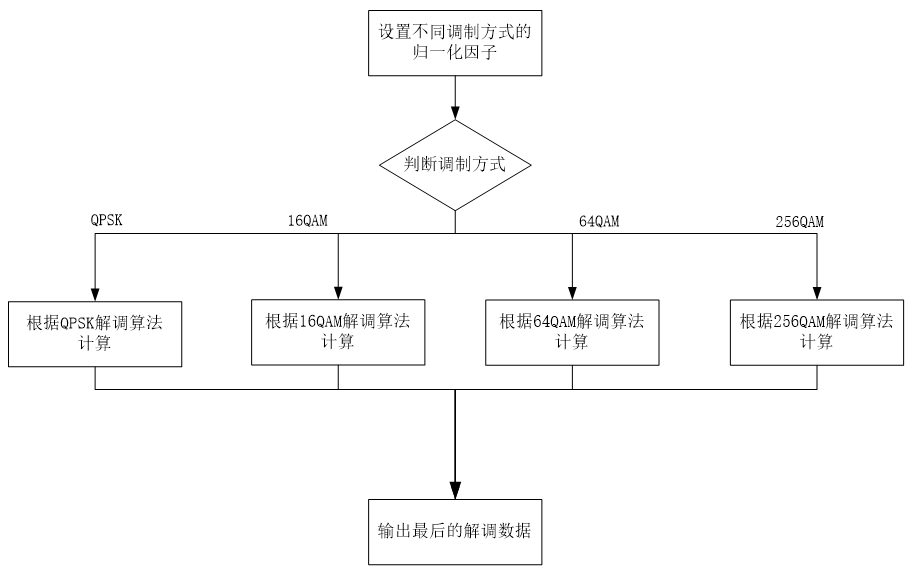 设置不同调制方式的
归一化因子
判断调制方式
QPSK
16QAM
64QAM
256QAM
根据QPSK解调算法
计算
根据16QAM解调算法
计算
根据64QAM解调算法
计算
根据256QAM解调算法
计算
输出最后的解调数据